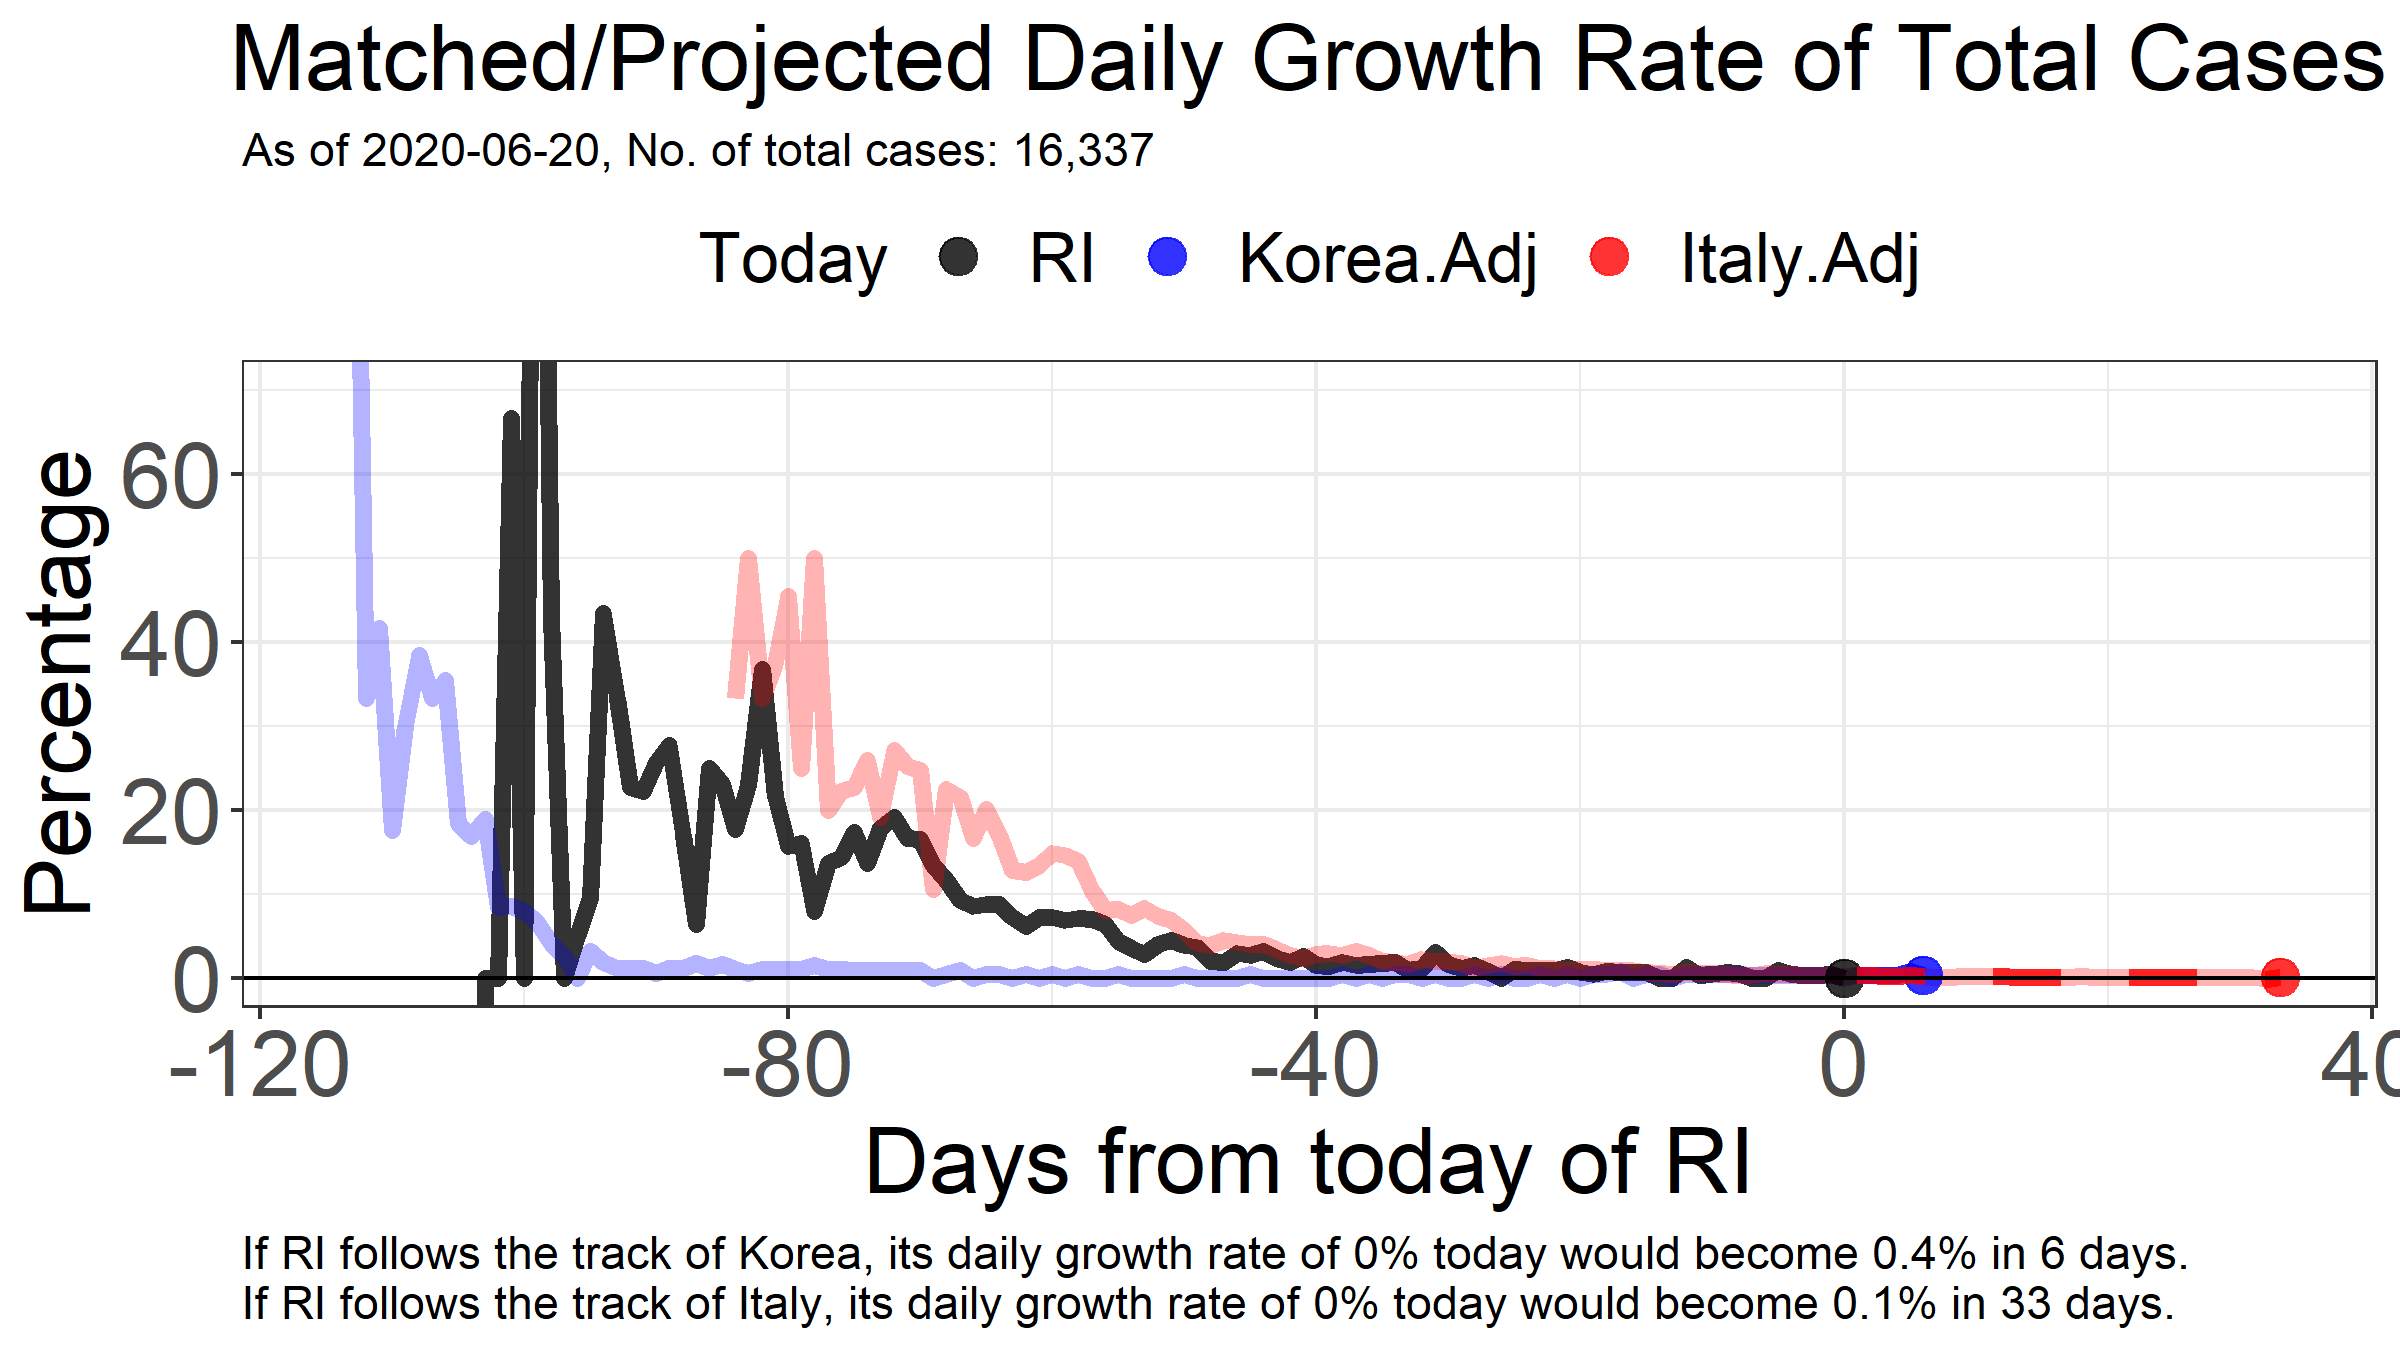 Matched/Projected Daily Growth Rate of Total Cases
As of 2020-06-20, No. of total cases: 16,337
Today RI Korea.Adj Italy.Adj
Percentage
60
40
20
0
-120 -80 -40 0 40
Days from today of RI
If RI follows the track of Korea, its daily growth rate of 0% today would become 0.4% in 6 days.
If RI follows the track of Italy, its daily growth rate of 0% today would become 0.1% in 33 days.